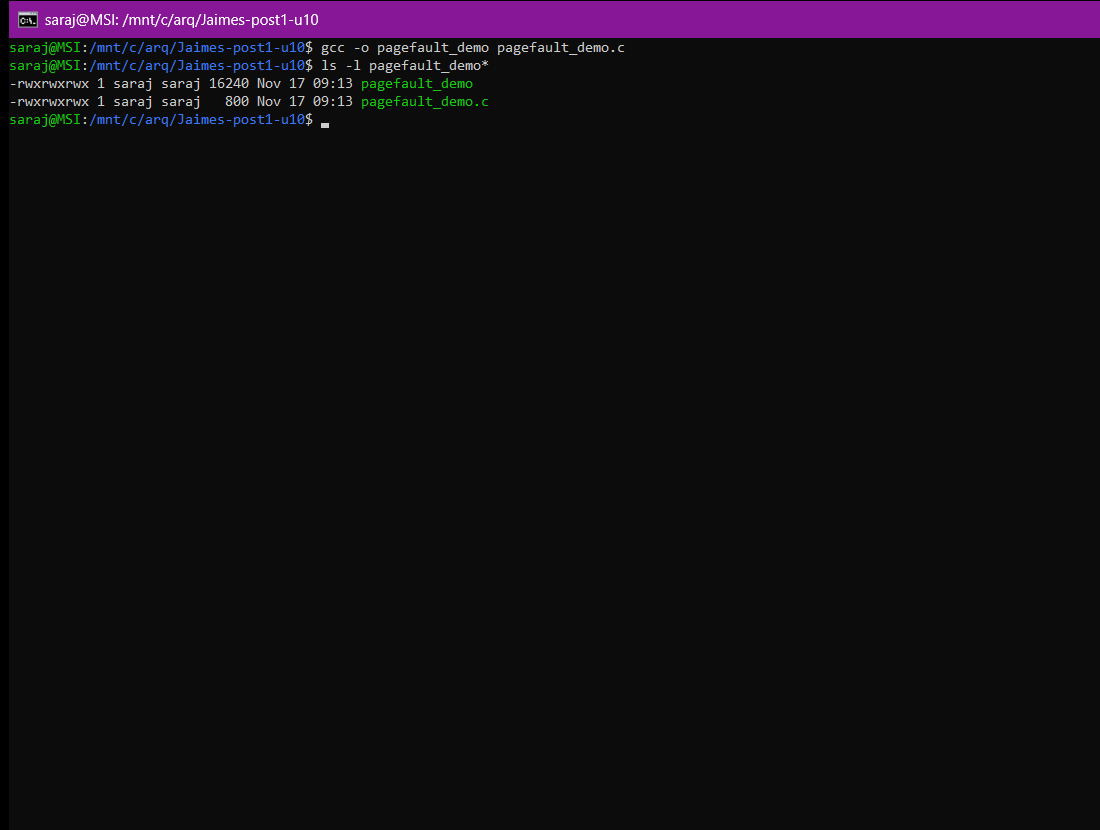 saraj@MSI: /mnt/c/arq/Jaimes-post1-u10
saraj@MSI:/mnt/c/arq/Jaimes-post1-u10$ gcc -o pagefault_demo pagefault_demo.c
saraj@MSI:/mnt/c/arq/Jaimes-post1-u10$ ls -l pagefault_demo*
-rwxrwxrwx 1 saraj saraj 16240 Nov 17 09:13 pagefault_demo
-rwxrwxrwx 1 saraj saraj   800 Nov 17 09:13 pagefault_demo.c
saraj@MSI:/mnt/c/arq/Jaimes-post1-u10$